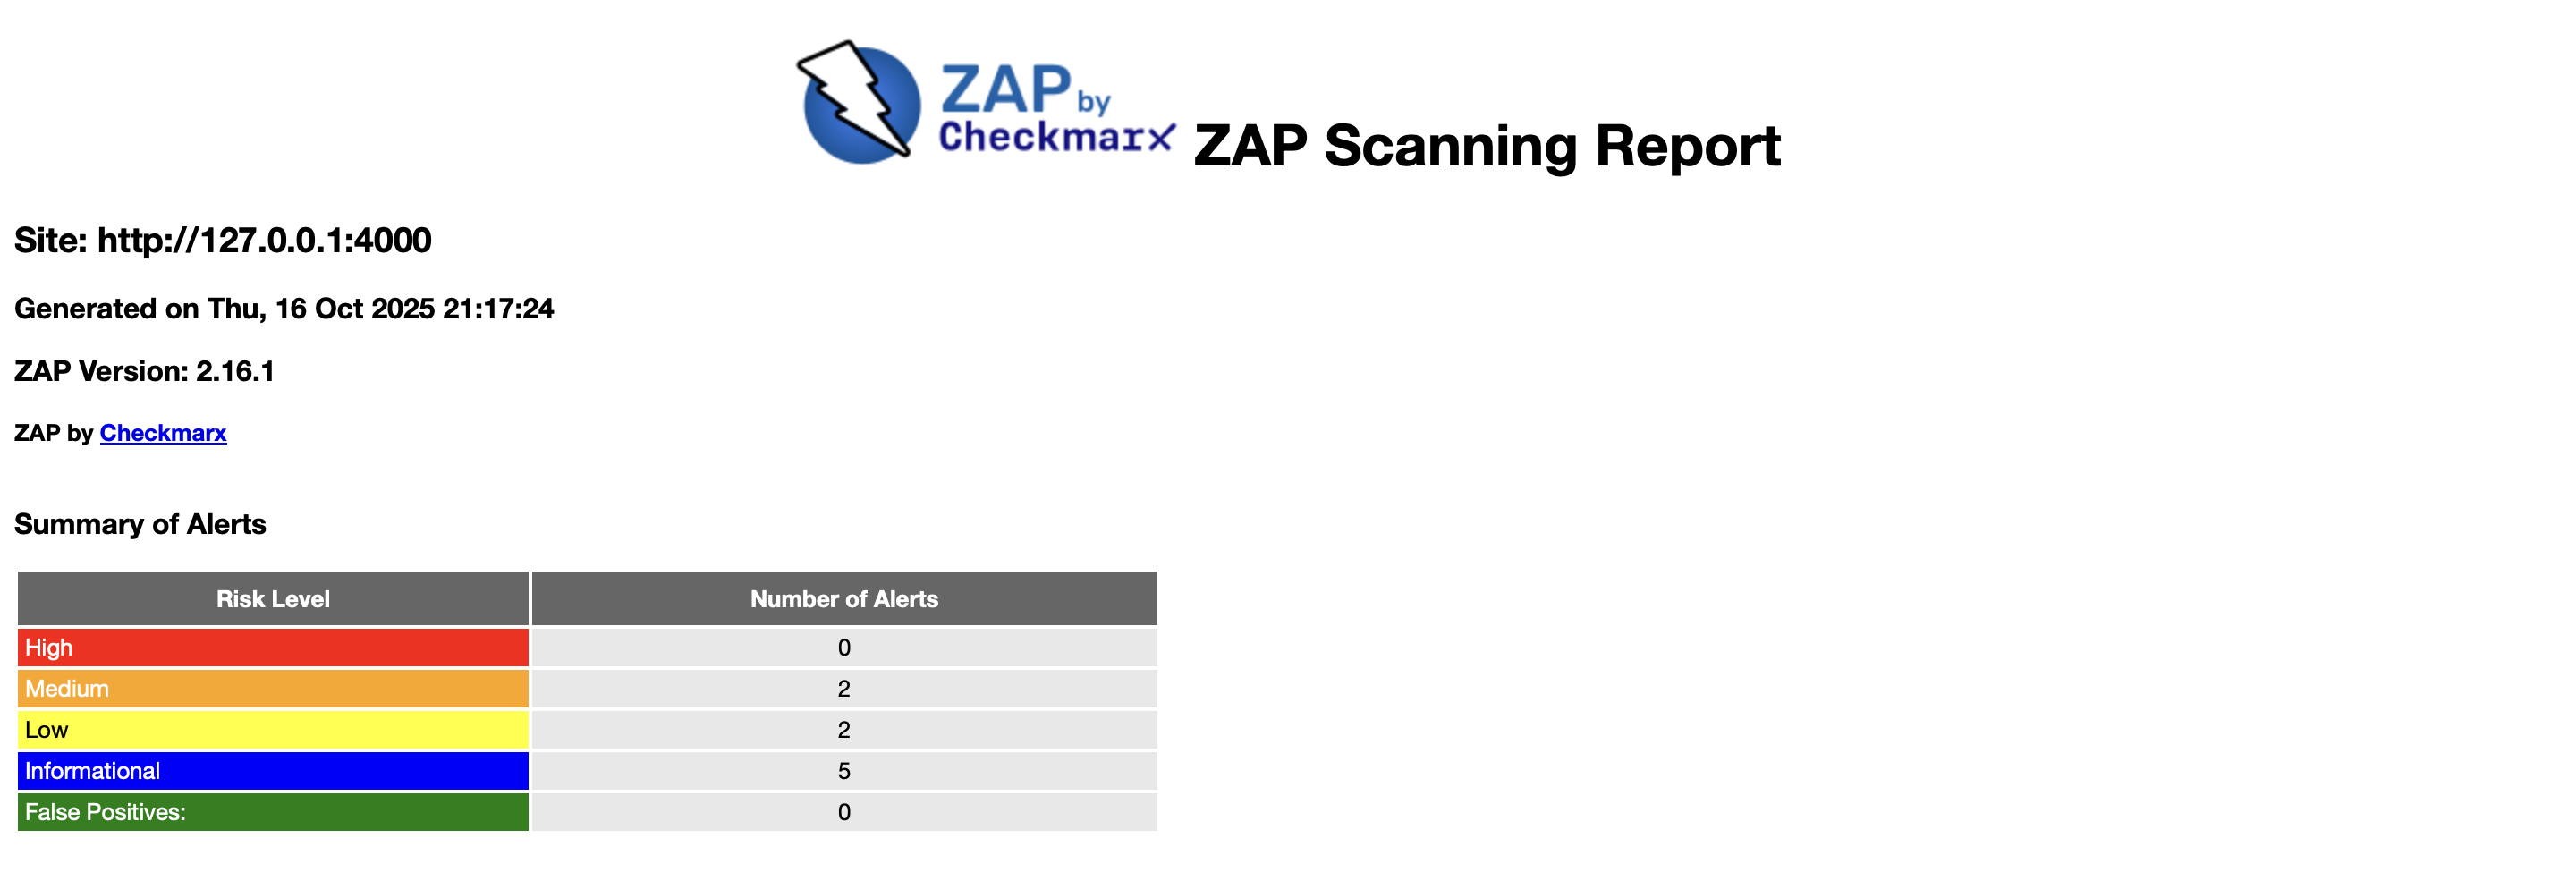 ZAP by
Checkmarx ZAP Scanning Report
Site: http://127.0.0.1:4000
Generated on Thu, 16 Oct 2025 21:17:24
ZAP Version: 2.16.1
ZAP by Checkmarx
Summary of Alerts
Risk Level Number of Alerts
High 0
Medium 2
Low 2
Informational 5
False Positives: 0